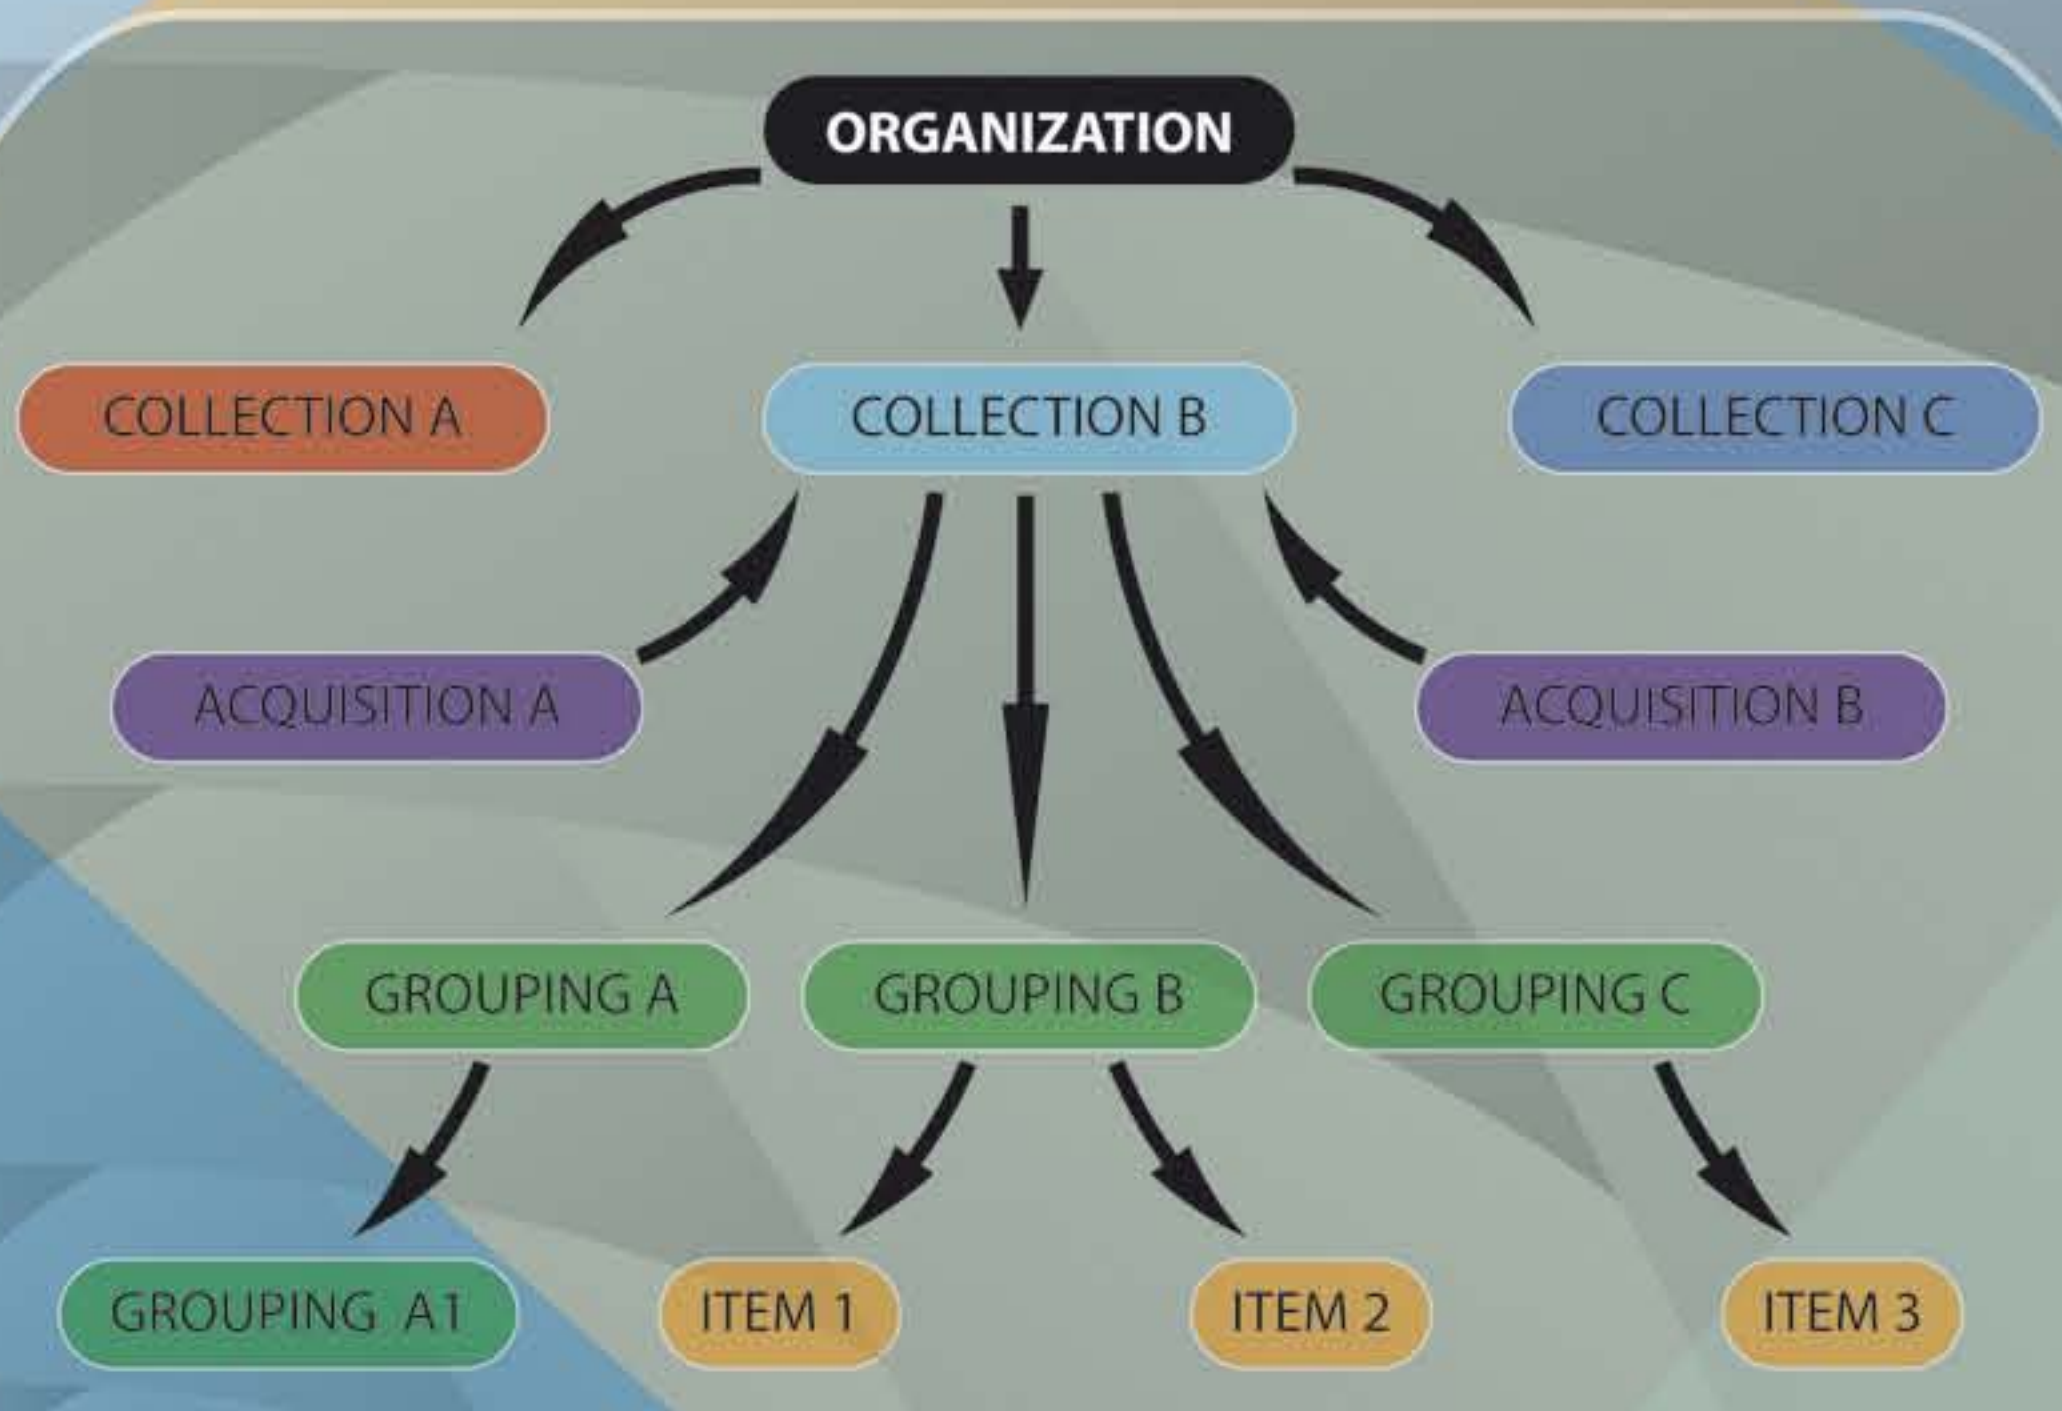 ORGANIZATION
COLLECTION A
COLLECTION B
COLLECTION C
ACQUISITION A
ACQUISITION B
GROUPING A
GROUPING B
GROUPING C
GROUPING A1
ITEM 1
ITEM 2
ITEM 3